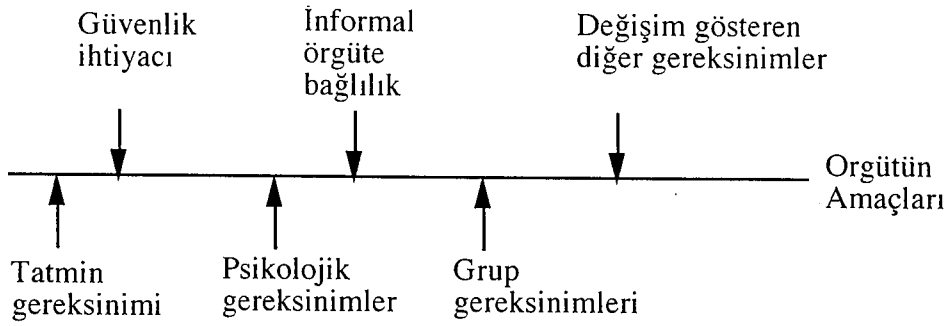 Güvenlik
ihtiyacı
İnformal
örgüte
bağlılık
Değişim gösteren
diğer gereksinimler
Orgütün
Amaçları
Tatmin
gereksinimi
Psikolojik
gereksinimler
Grup
gereksinimleri